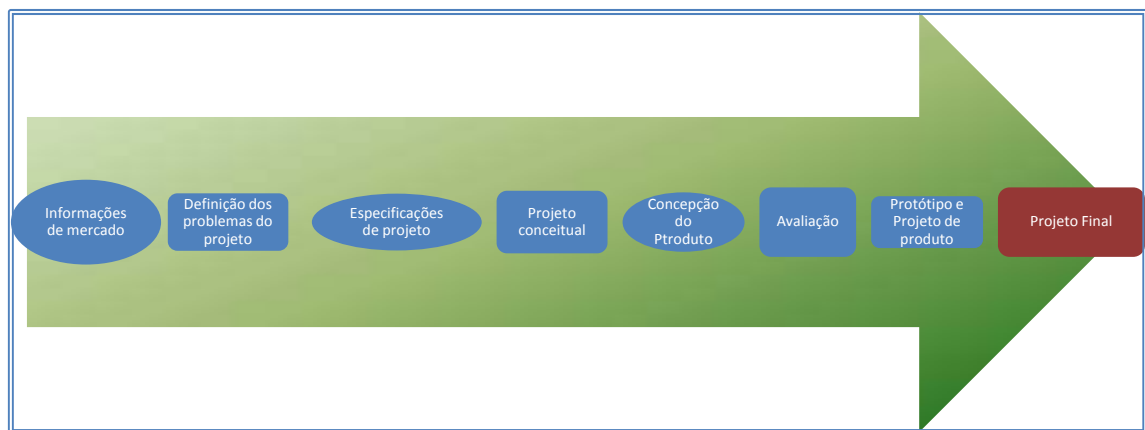 Informações
de mercado
Definição dos
problemas do
projeto
Especificações
de projeto
Projeto
conceitual
Concepção
do
Ptroduto
Avaliação
Protótipo e
Projeto de
produto
Projeto Final